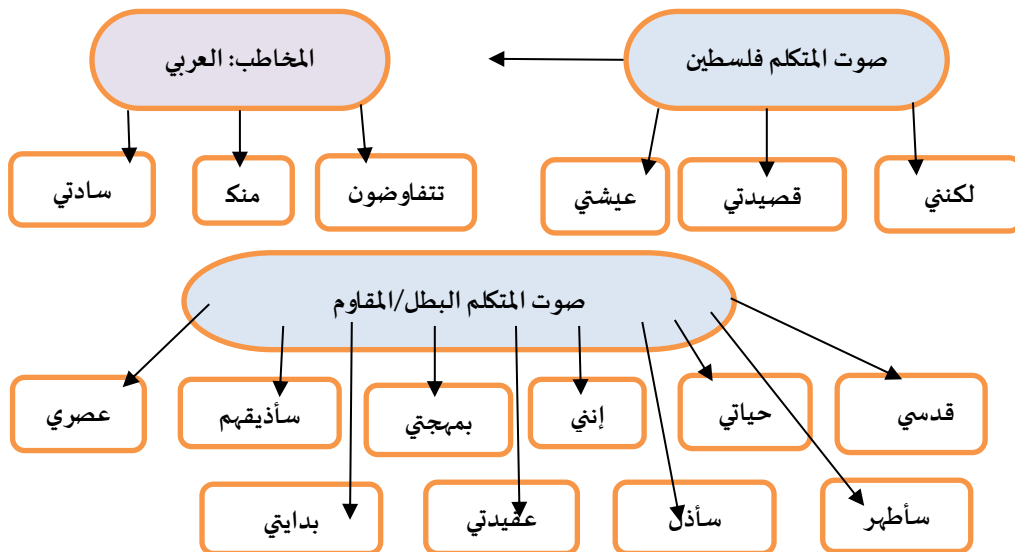 صوت المتكلم فلسطين
المخاطب: العربي
لكنني
قصيدتي
عيشتي
تتفاوضون
منك
سادتي
صوت المتكلم البطل/المقاوم
قدسي
حياتي
إنني
بمهجتي
سأذيقهم
عصري
سأطهر
سأذل
عقيدتي
بدايتي